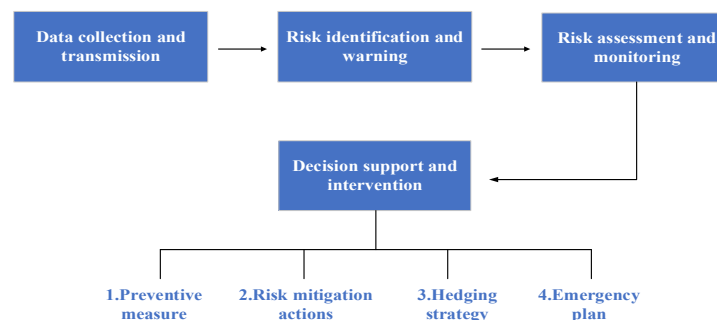 Data collection and
transmission
Risk identification and
warning
Risk assessment and
monitoring
Decision support and
intervention
1.Preventive
measure
2.Risk mitigation
actions
3.Hedging
strategy
4.Emergency
plan